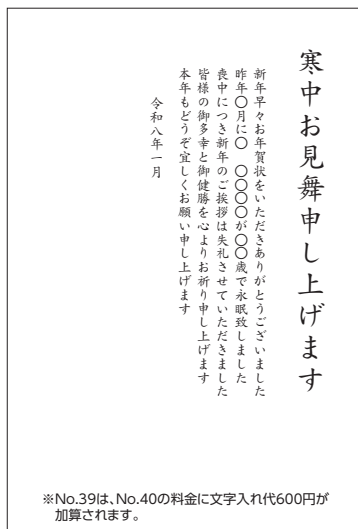 寒中お見舞申し上げます
新年早々お年賀状をいただきありがとうございました
昨年〇月に〇　〇〇〇〇が〇〇歳で永眠致しました
喪中につき新年のご挨拶は失礼させていただきました
皆様の御多幸と御健勝を心よりお祈り申し上げます
本年もどうぞ宜しくお願い申し上げます
令和八年一月
※No.39は、No.40の料金に文字入れ代600円が
加算されます。